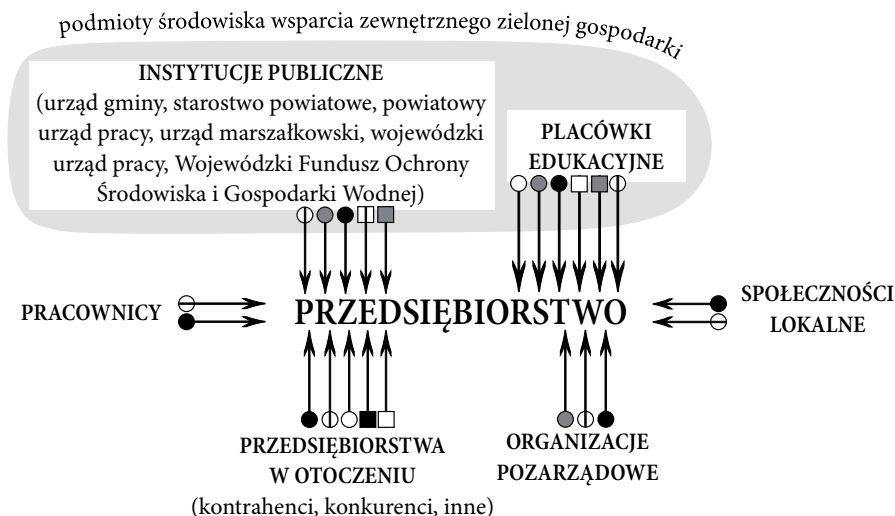 podmioty środowiska wsparcia zewnętrznego zielonej gospodarki
INSTYTUCJE PUBLICZNE
(urząd gminy, starostwo powiatowe, powiatowy
urząd pracy, urząd marszałkowski, wojewódzki
urząd pracy, Wojewódzki Fundusz Ochrony
Środowiska i Gospodarki Wodnej)
PLACÓWKI
EDUKACYJNE
PRACOWNICY
PRZEDSIĘBIORSTWO
SPOŁECZNOŚCI
LOKALNE
PRZEDSIĘBIORSTWA
W OTOCZENIU
(kontrahenci, konkurenci, inne)
ORGANIZACJE
POZARZĄDOWE